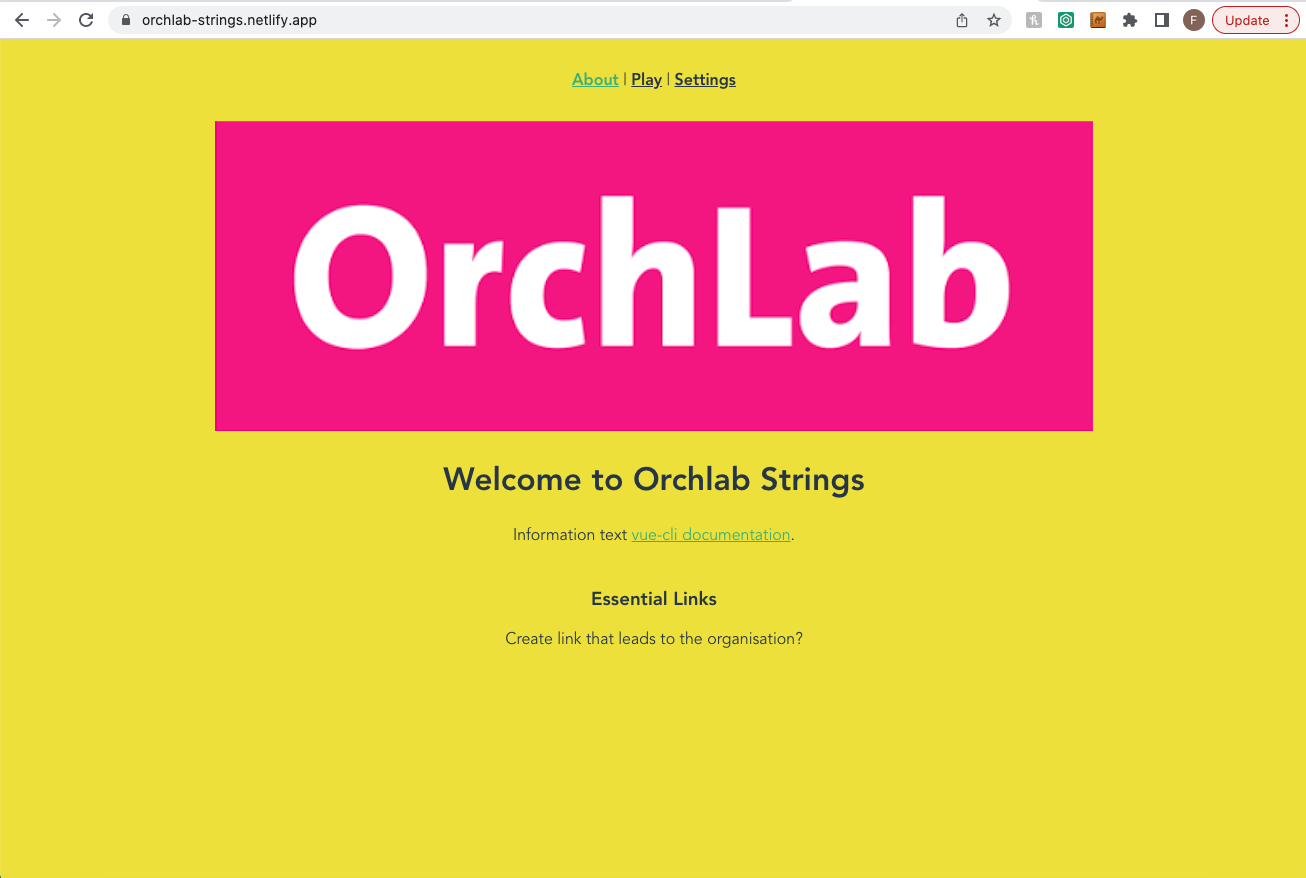 orchlab-strings.netlify.app
F
Update
About | Play | Settings
OrchLab
Welcome to Orchlab Strings
Information text vue-cli documentation.
Essential Links
Create link that leads to the organisation?